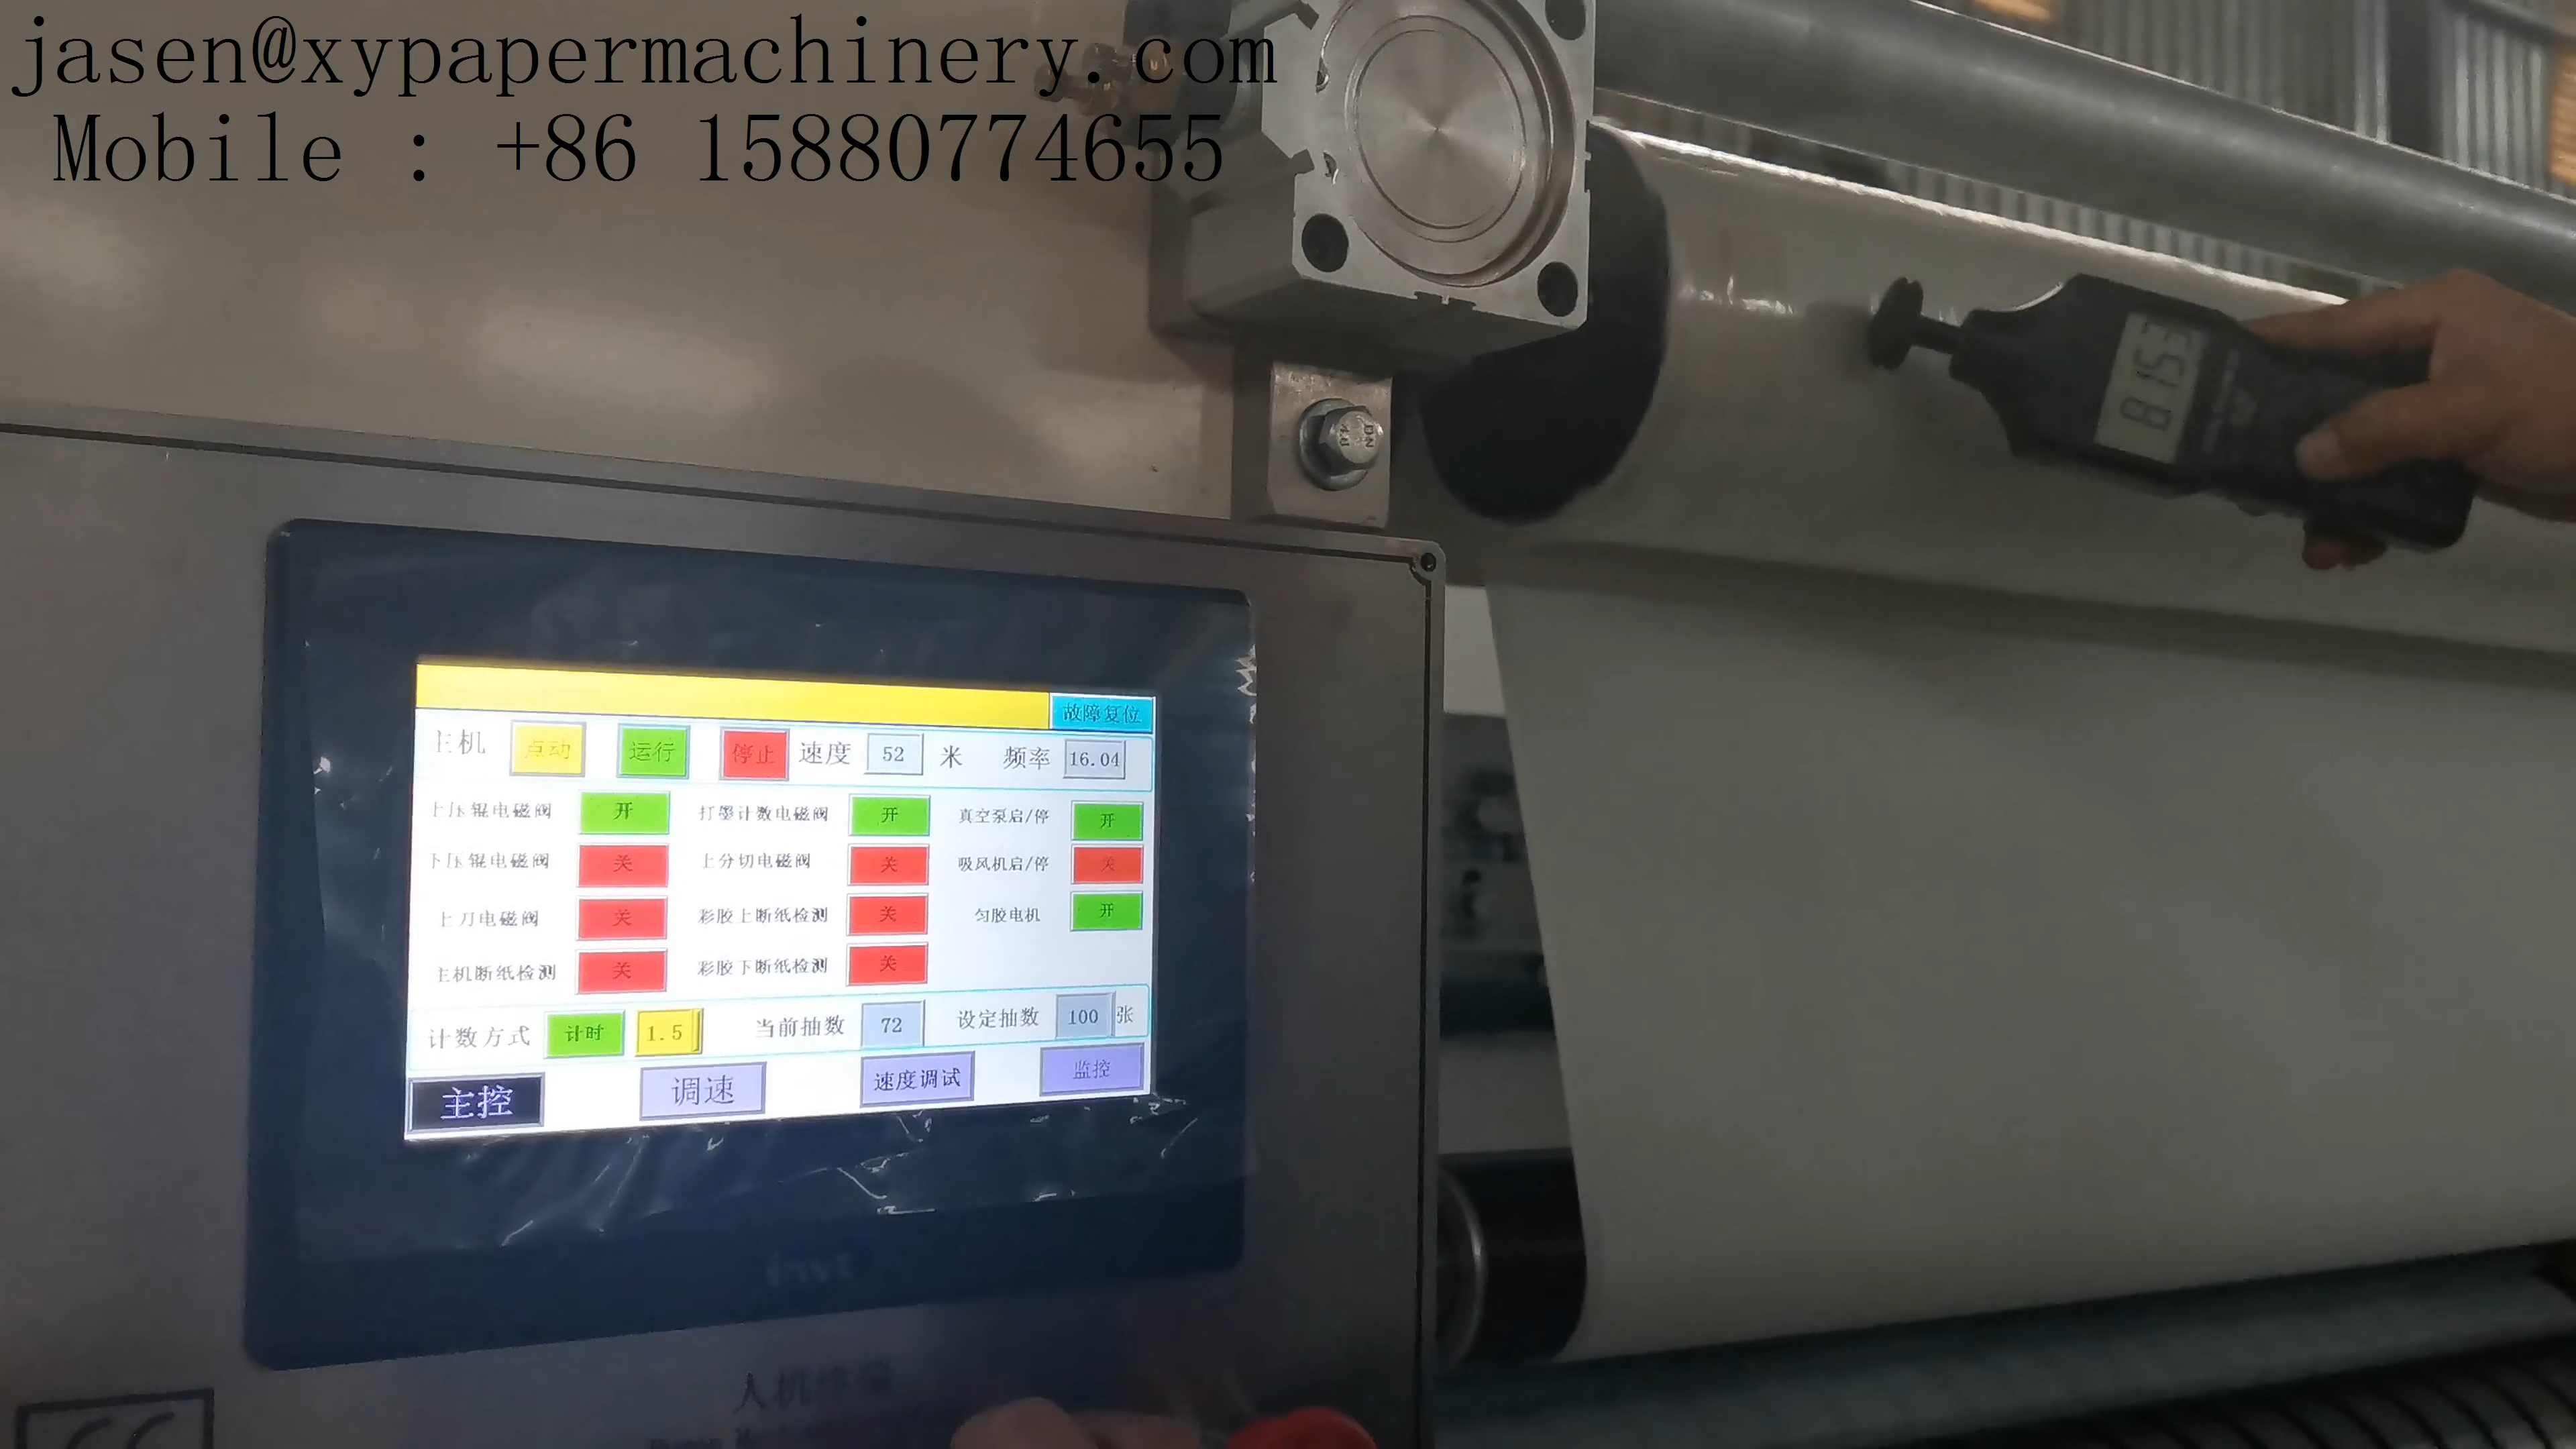 jasen@xypapermachinery.com
Mobile : +86 15880774655
8153
故障复位
主机 点动 运行 停止 速度 52 米 频率 16.04
上压辊电磁阀 开 打墨计数电磁阀 开 真空泵启/停 开
下压辊电磁阀 关 上分切电磁阀 关 吸风机启/停 关
上刀电磁阀 关 彩胶上断纸检测 关 匀胶电机 开
主机断纸检测 关 彩胶下断纸检测 关
计数方式 计时 1.5 当前抽数 72 设定抽数 100 张
主控 调速 速度调试 监控
invt
人机终端